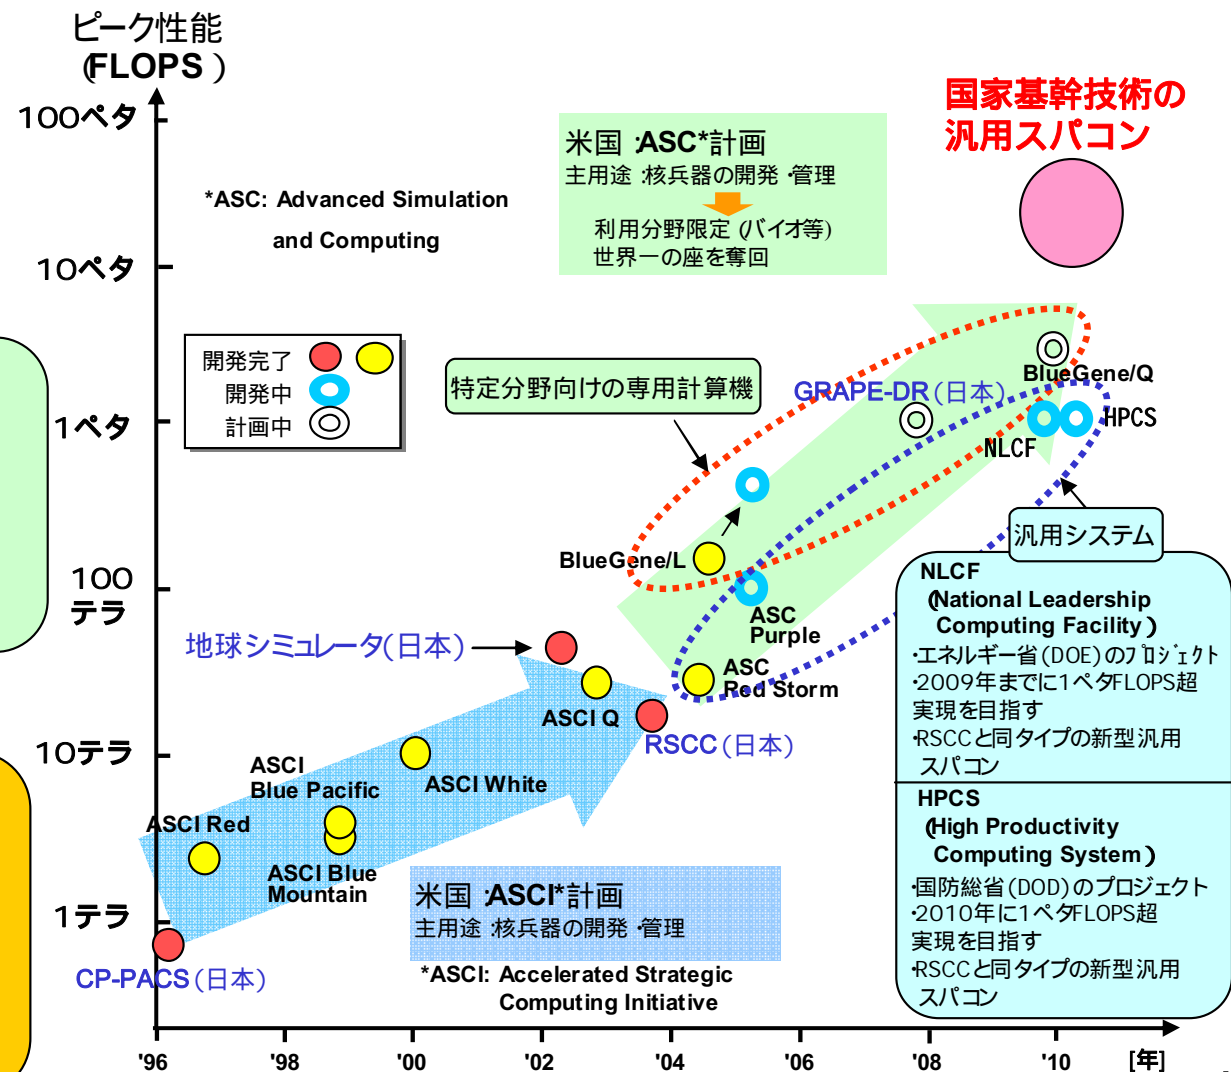 ピーク性能
(FLOPS )
100ペタ
10ペタ
1ペタ
100
テラ
10テラ
1テラ
*ASC: Advanced Simulation
and Computing
米国 :ASC*計画
主用途 :核兵器の開発 ・管理
利用分野限定 (バイオ等)
世界一の座を奪回
国家基幹技術の
汎用スパコン
開発完了
開発中
計画中
特定分野向けの専用計算機
GRAPE-DR(日本)
BlueGene/Q
HPCS
NLCF
汎用システム
BlueGene/L
ASC
Purple
ASC
Red Storm
地球シミュレータ(日本)
ASCI Q
RSCC(日本)
ASCI White
ASCI
Blue Pacific
ASCI Red
ASCI Blue
Mountain
CP-PACS(日本)
米国 :ASCI*計画
主用途 :核兵器の開発 ・管理
*ASCI: Accelerated Strategic
Computing Initiative
NLCF
(National Leadership
Computing Facility )
・エネルギー省(DOE)のプロジェクト
・2009年までに1ペタFLOPS超
実現を目指す
・RSCCと同タイプの新型汎用
スパコン
HPCS
(High Productivity
Computing System )
・国防総省(DOD)のプロジェクト
・2010年に1ペタFLOPS超
実現を目指す
・RSCCと同タイプの新型汎用
スパコン
'96 '98 '00 '02 '04 '06 '08 '10 [年]